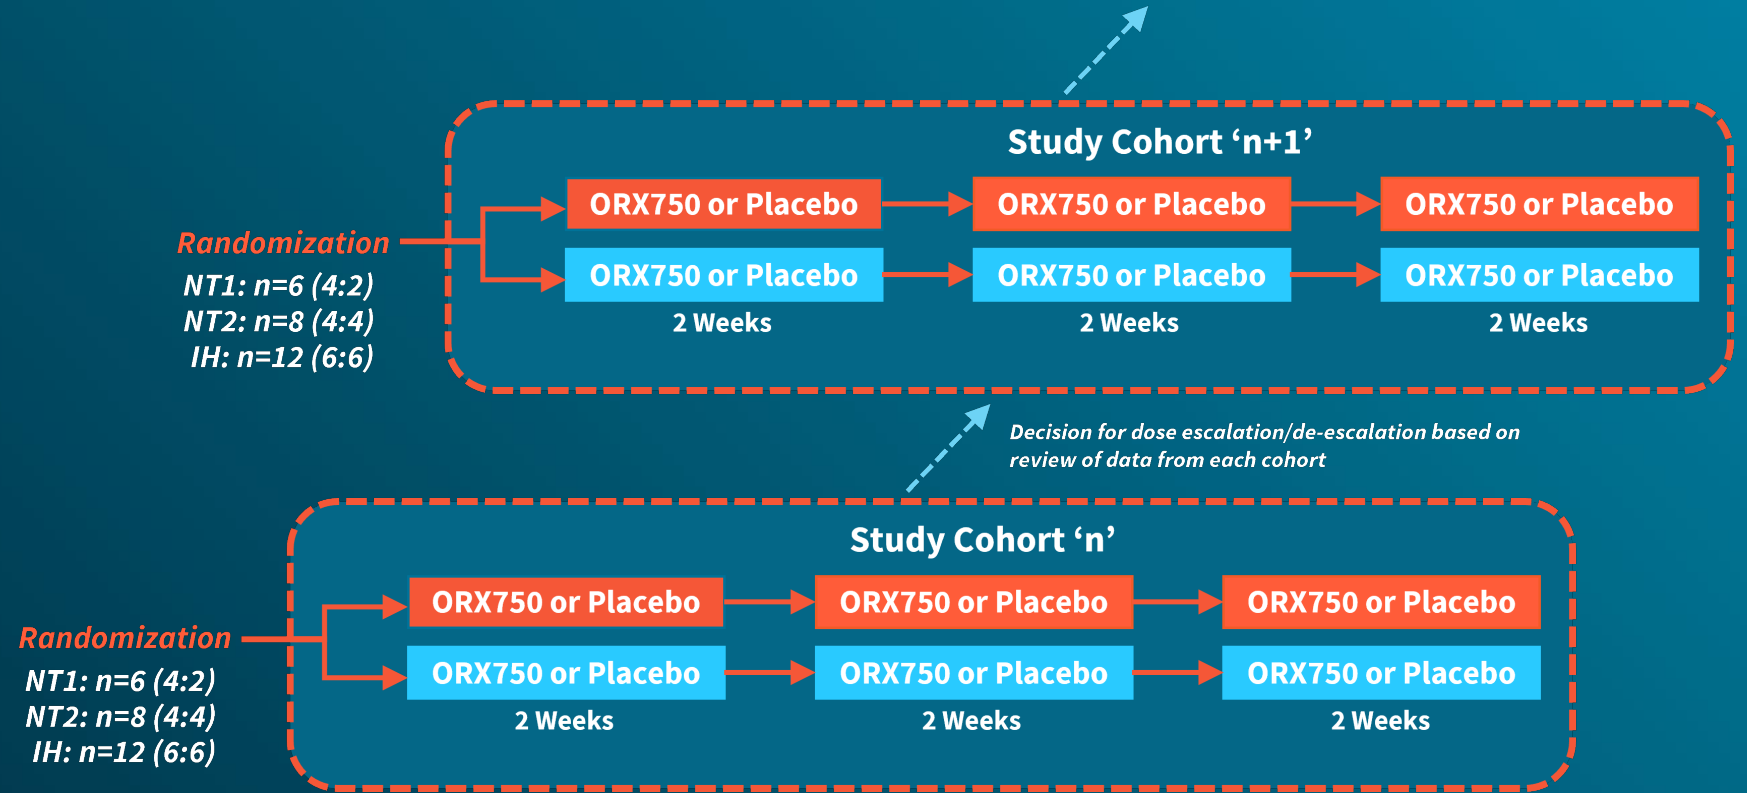 Study Cohort ‘n+1’
ORX750 or Placebo
ORX750 or Placebo
ORX750 or Placebo
Randomization
NT1: n=6 (4:2)
NT2: n=8 (4:4)
IH: n=12 (6:6)
ORX750 or Placebo
ORX750 or Placebo
ORX750 or Placebo
2 Weeks
2 Weeks
2 Weeks
Decision for dose escalation/de-escalation based on
review of data from each cohort
Study Cohort ‘n’
ORX750 or Placebo
ORX750 or Placebo
ORX750 or Placebo
Randomization
NT1: n=6 (4:2)
NT2: n=8 (4:4)
IH: n=12 (6:6)
ORX750 or Placebo
ORX750 or Placebo
ORX750 or Placebo
2 Weeks
2 Weeks
2 Weeks